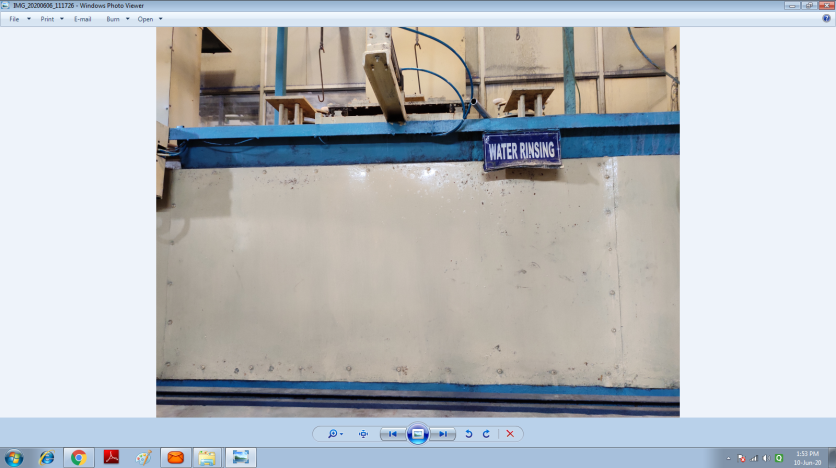 IMG_20200606_111726 - Windows Photo Viewer
File Print E-mail Burn Open
WATER RINSING
1:53 PM
10-Jun-20